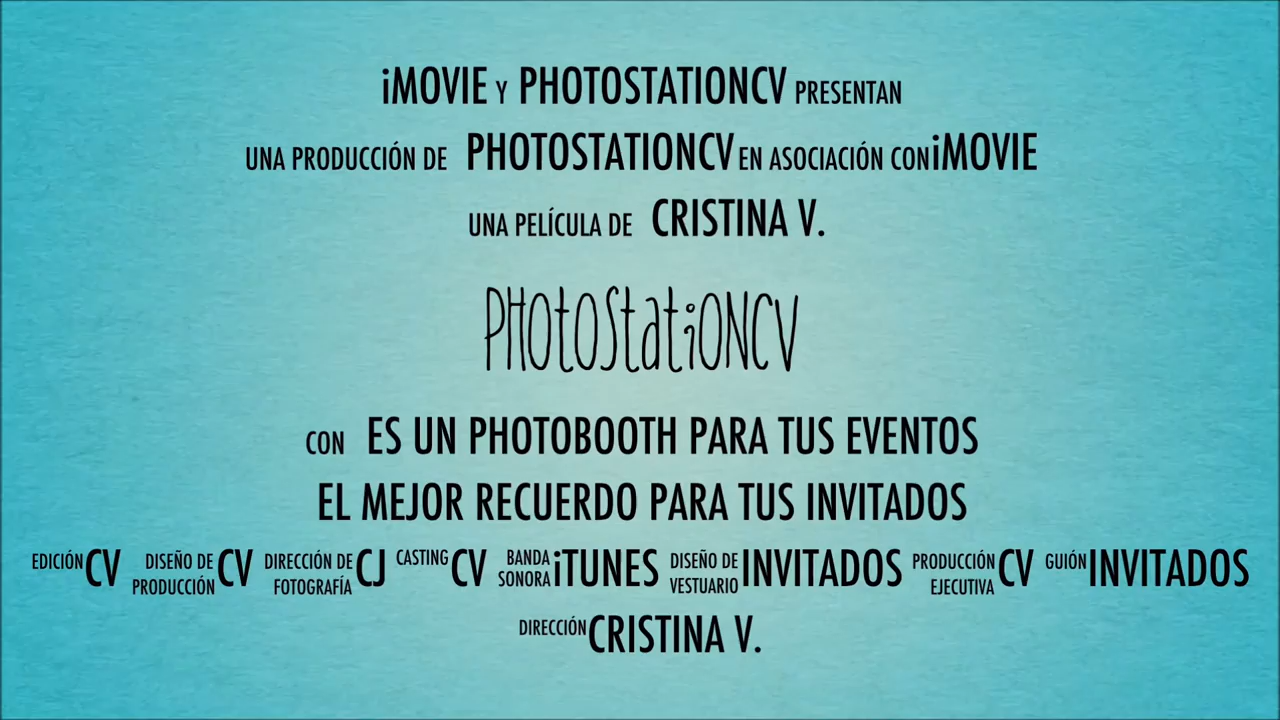 iMOVIE Y PHOTOSTATIONCV PRESENTAN
UNA PRODUCCIÓN DE PHOTOSTATIONCV EN ASOCIACIÓN CON iMOVIE
UNA PELÍCULA DE CRISTINA V.
PHotoStatiONCV
CON ES UN PHOTOBOOTH PARA TUS EVENTOS
EL MEJOR RECUERDO PARA TUS INVITADOS
EDICIÓN CV DISEÑO DE PRODUCCIÓN CV DIRECCIÓN DE FOTOGRAFÍA CJ CASTING CV BANDA SONORA iTUNES DISEÑO DE VESTUARIO INVITADOS PRODUCCIÓN EJECUTIVA CV GUIÓN INVITADOS
DIRECCIÓN CRISTINA V.